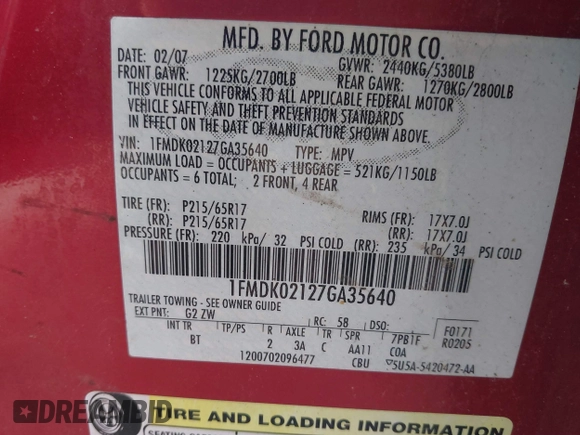 MFD. BY FORD MOTOR CO.
DATE: 02/07 GVWR: 2440KG/5380LB
FRONT GAWR: 1225KG/2700LB REAR GAWR: 1270KG/2800LB
THIS VEHICLE CONFORMS TO ALL APPLICABLE FEDERAL MOTOR
VEHICLE SAFETY AND THEFT PREVENTION STANDARDS
IN EFFECT ON THE DATE OF MANUFACTURE SHOWN ABOVE.
VIN: 1FMDK02127GA35640 TYPE: MPV
MAXIMUM LOAD = OCCUPANTS + LUGGAGE = 521KG/1150LB
OCCUPANTS = 6 TOTAL; 2 FRONT, 4 REAR
TIRE (FR): P215/65R17 RIMS (FR): 17X7.0J
(RR): P215/65R17 (RR): 17X7.0J
PRESSURE (FR): 220 kPa/ 32 PSI COLD (RR): 235 kPa/ 34 PSI COLD
1FMDK02127GA35640
TRAILER TOWING - SEE OWNER GUIDE
EXT PNT: G2 ZW RC: 5B DSO: F0171
INT TR TP/PS R AXLE TR SPR 7PB1F R0205
BT 2 3A C AA11 COA
1200702096477 CBU 5U5A-5420472-AA
DREAMBID
TIRE AND LOADING INFORMATION